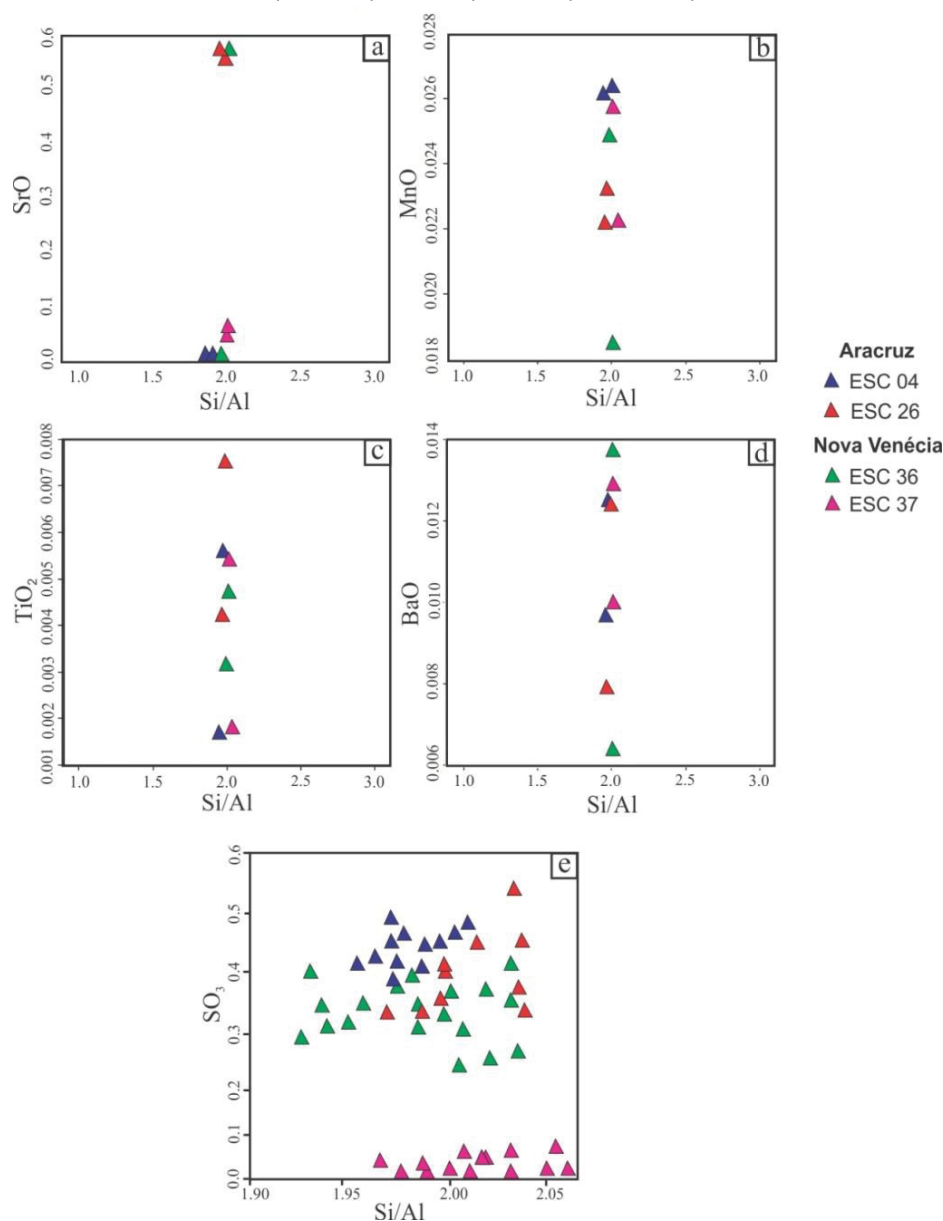 a
0.6
0.5
0.4
0.3
0.2
0.1
0.0
SrO
1.0 1.5 2.0 2.5 3.0
Si/Al
b
0.028
0.026
0.024
0.022
0.020
0.018
MnO
1.0 1.5 2.0 2.5 3.0
Si/Al
Aracruz
ESC 04
ESC 26
Nova Venécia
ESC 36
ESC 37
c
0.008
0.007
0.006
0.005
0.004
0.003
0.002
0.001
TiO₂
1.0 1.5 2.0 2.5 3.0
Si/Al
d
0.014
0.012
0.010
0.008
0.006
BaO
1.0 1.5 2.0 2.5 3.0
Si/Al
e
0.6
0.5
0.4
0.3
0.2
0.1
0.0
SO₃
1.90 1.95 2.00 2.05
Si/Al